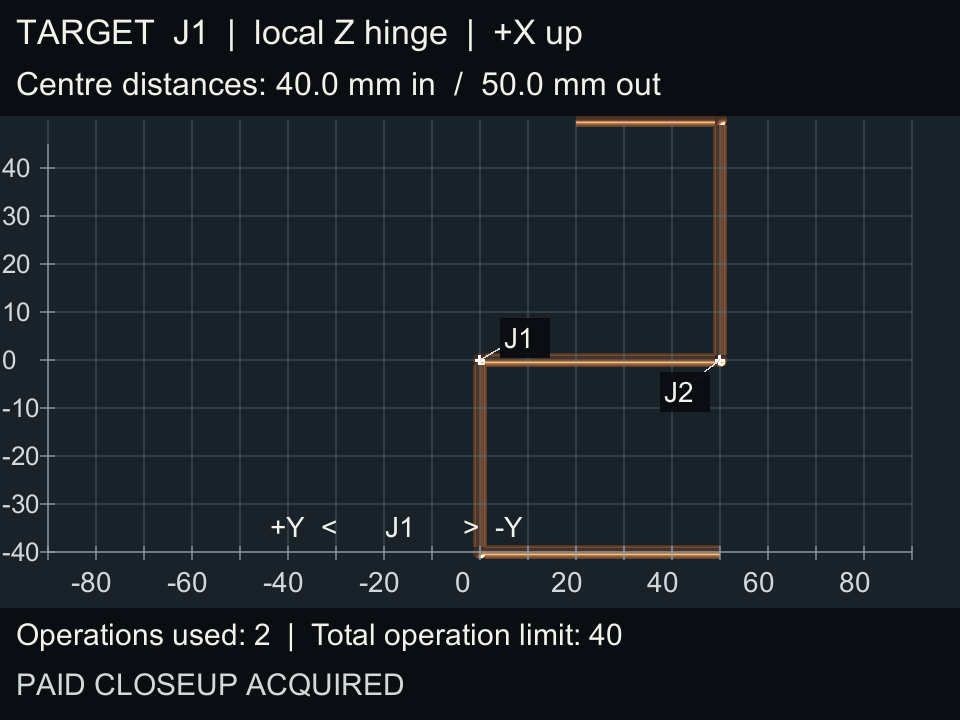 TARGET  J1  |  local Z hinge  |  +X up
Centre distances: 40.0 mm in  /  50.0 mm out
40
30
20
10
0
-10
-20
-30
-40
J1
J2
+Y  <  J1  >  -Y
-80  -60  -40  -20  0  20  40  60  80
Operations used: 2  |  Total operation limit: 40
PAID CLOSEUP ACQUIRED